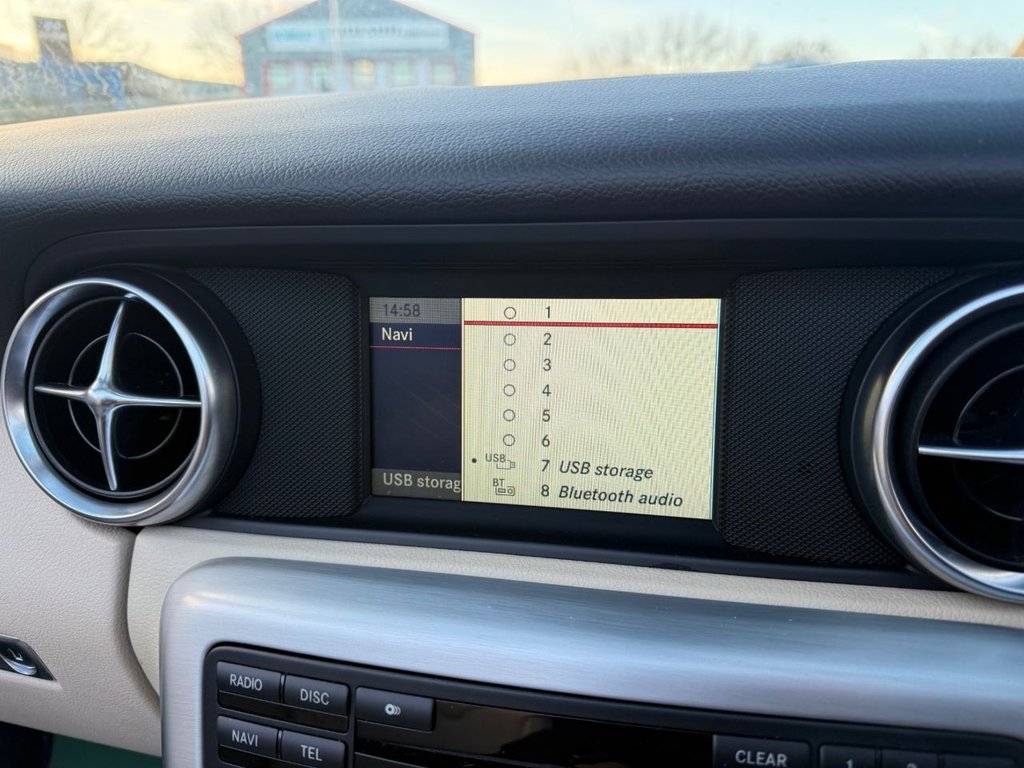 14:58
Navi
1
2
3
4
5
6
USB 7 USB storage
BT 8 Bluetooth audio
USB storag
RADIO DISC
NAVI TEL
CLEAR 1